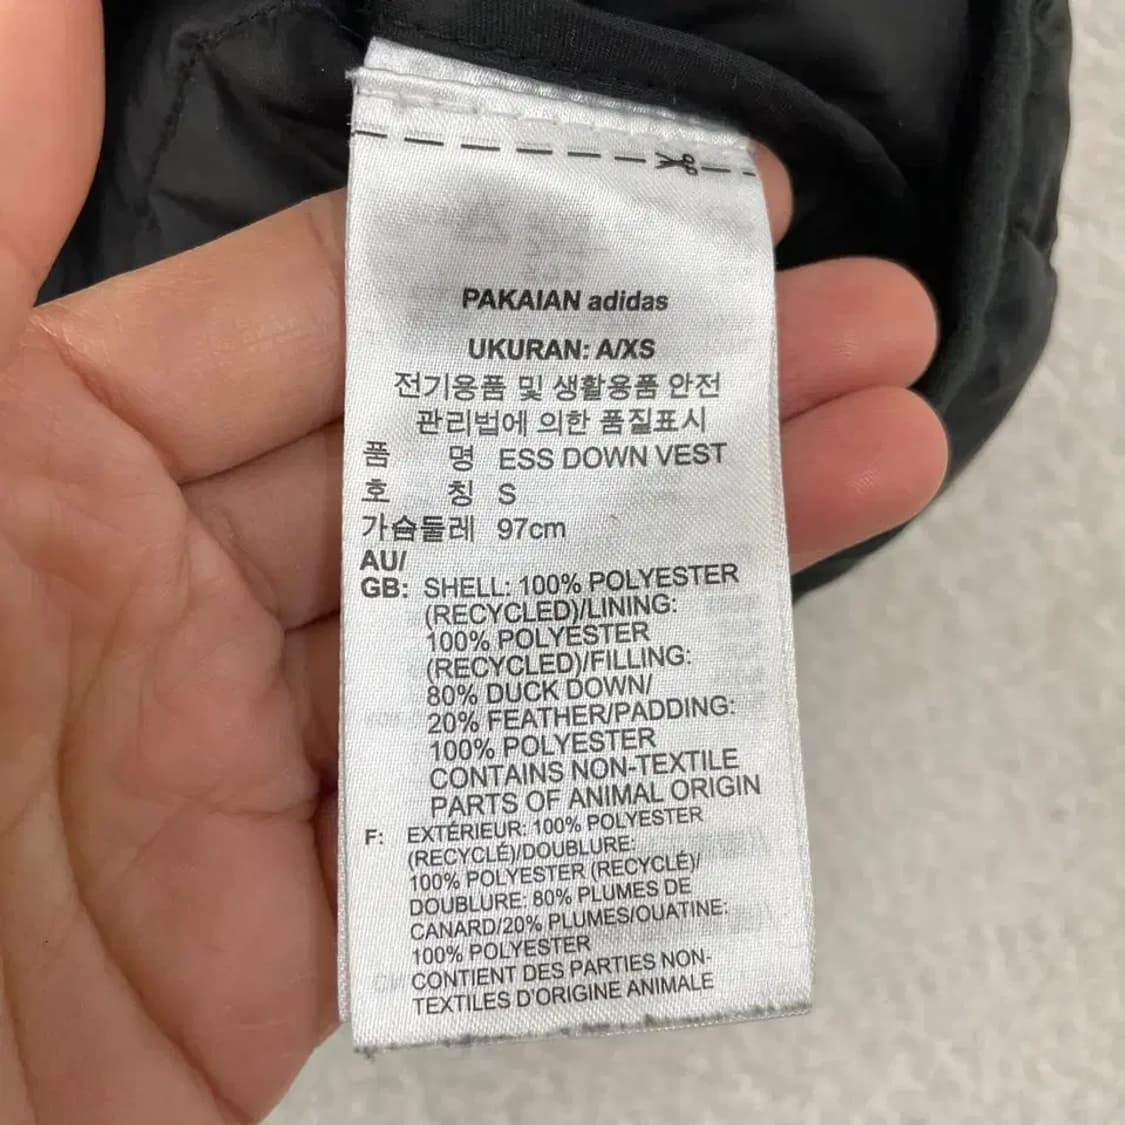 PAKAIAN adidas
UKURAN: A/XS
전기용품 및 생활용품 안전
관리법에 의한 품질표시
품 명 ESS DOWN VEST
호 칭 S
가슴둘레 97cm
AU/
GB: SHELL: 100% POLYESTER
(RECYCLED)/LINING:
100% POLYESTER
(RECYCLED)/FILLING:
80% DUCK DOWN/
20% FEATHER/PADDING:
100% POLYESTER
CONTAINS NON-TEXTILE
PARTS OF ANIMAL ORIGIN
F: EXTÉRIEUR: 100% POLYESTER
(RECYCLÉ)/DOUBLURE:
100% POLYESTER (RECYCLÉ)/
DOUBLURE: 80% PLUMES DE
CANARD/20% PLUMES/OUATINE:
100% POLYESTER
CONTIENT DES PARTIES NON-
TEXTILES D'ORIGINE ANIMALE